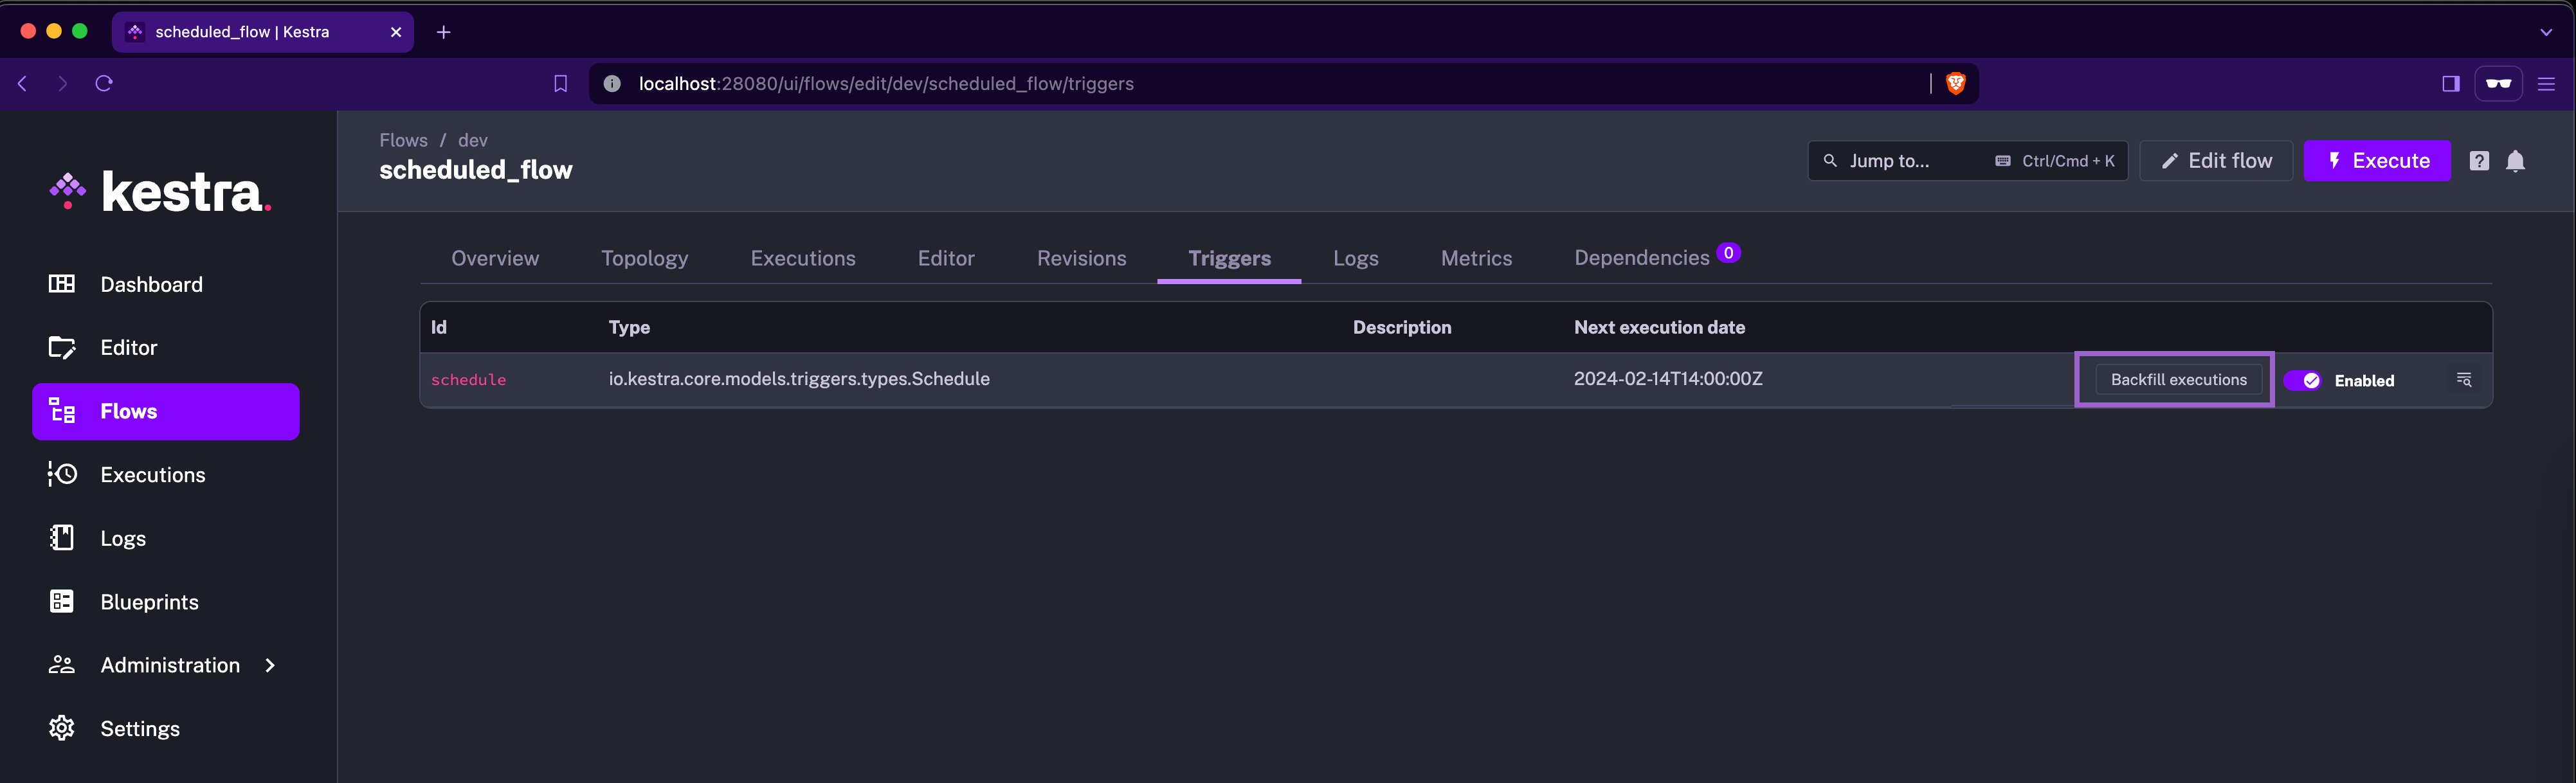 scheduled_flow | Kestra
localhost:28080/ui/flows/edit/dev/scheduled_flow/triggers
kestra.
Dashboard
Editor
Flows
Executions
Logs
Blueprints
Administration
Settings
Flows / dev
scheduled_flow
Jump to... Ctrl/Cmd + K
Edit flow
Execute
Overview Topology Executions Editor Revisions Triggers Logs Metrics Dependencies 0
Id Type Description Next execution date
schedule io.kestra.core.models.triggers.types.Schedule 2024-02-14T14:00:00Z Backfill executions Enabled